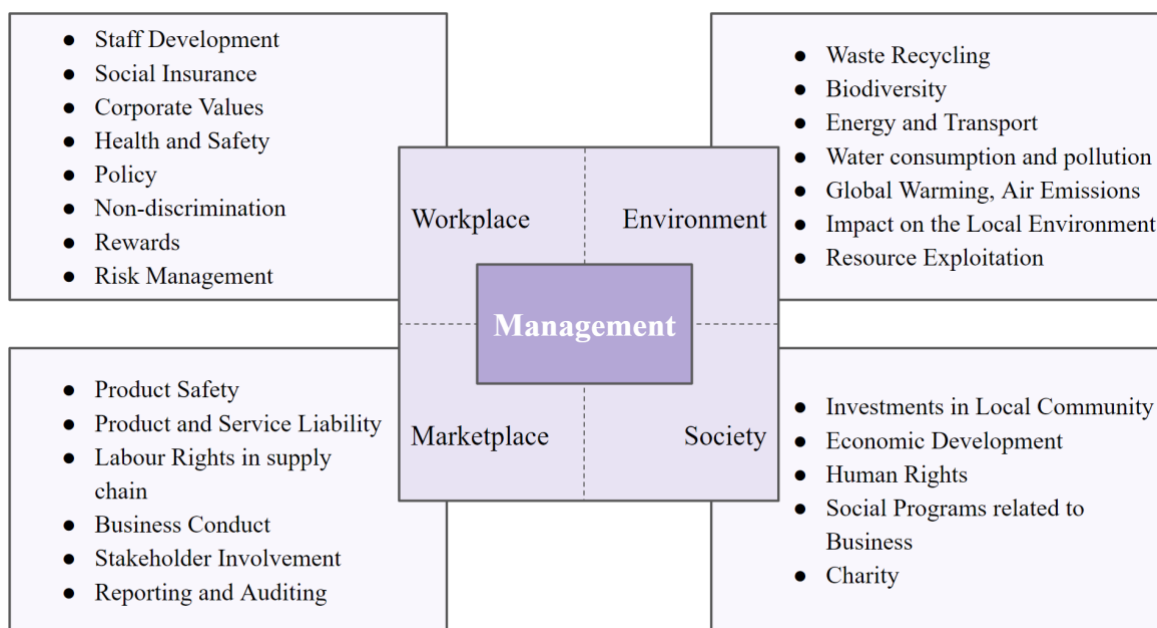 ● Staff Development
● Social Insurance
● Corporate Values
● Health and Safety
● Policy
● Non-discrimination
● Rewards
● Risk Management
● Waste Recycling
● Biodiversity
● Energy and Transport
● Water consumption and pollution
● Global Warming, Air Emissions
● Impact on the Local Environment
● Resource Exploitation
Workplace
Environment
Management
Marketplace
Society
● Product Safety
● Product and Service Liability
● Labour Rights in supply
chain
● Business Conduct
● Stakeholder Involvement
● Reporting and Auditing
● Investments in Local Community
● Economic Development
● Human Rights
● Social Programs related to
Business
● Charity